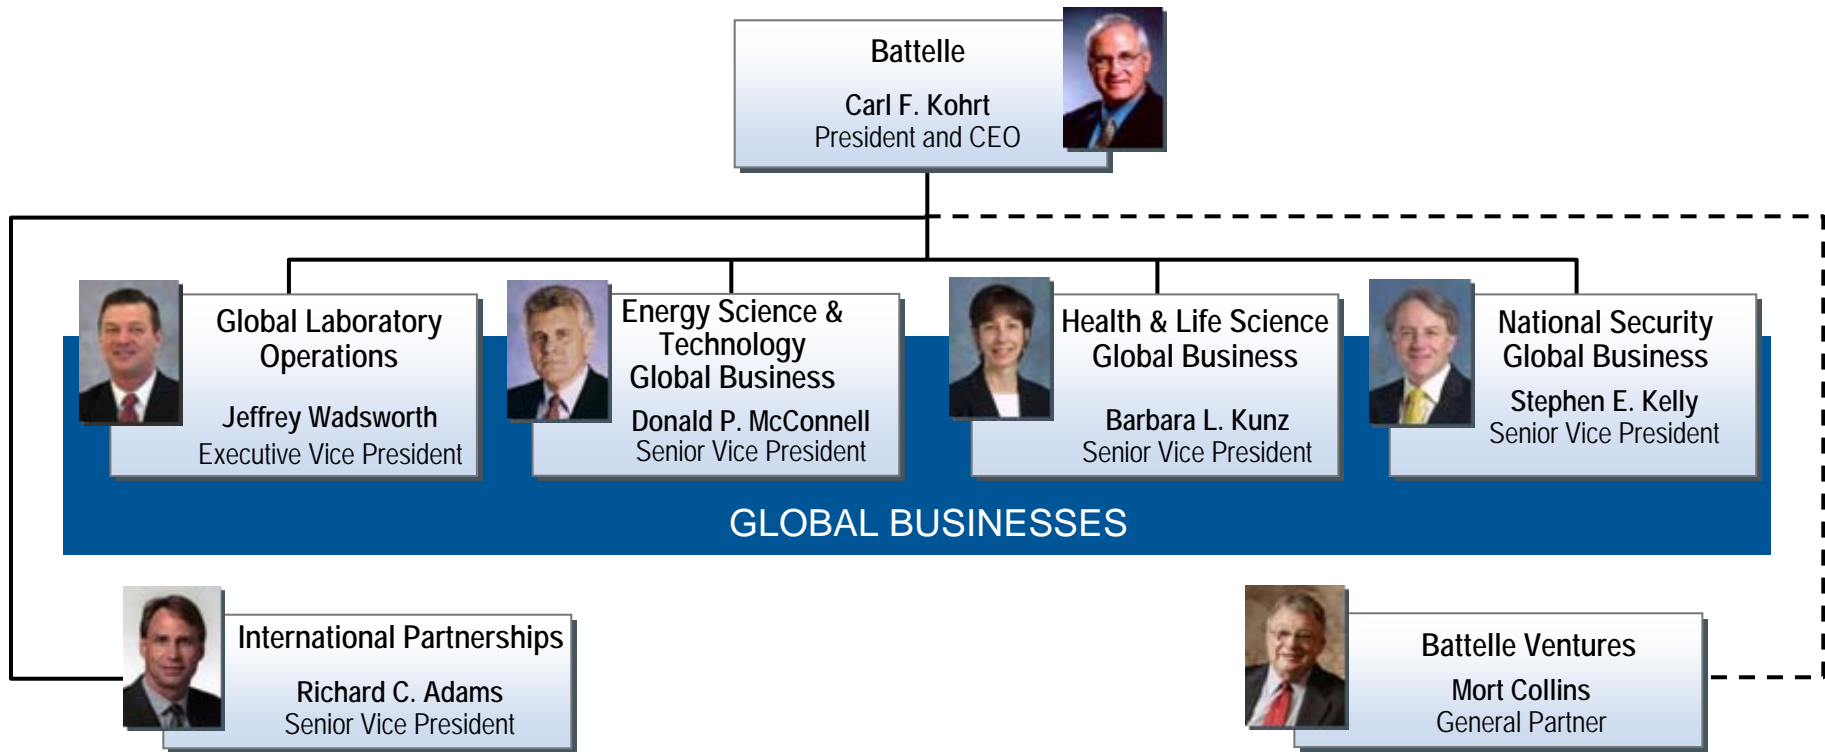 Battelle
Carl F. Kohrt
President and CEO
Global Laboratory
Operations
Jeffrey Wadsworth
Executive Vice President
Energy Science &
Technology
Global Business
Donald P. McConnell
Senior Vice President
Health & Life Science
Global Business
Barbara L. Kunz
Senior Vice President
National Security
Global Business
Stephen E. Kelly
Senior Vice President
GLOBAL BUSINESSES
International Partnerships
Richard C. Adams
Senior Vice President
Battelle Ventures
Mort Collins
General Partner